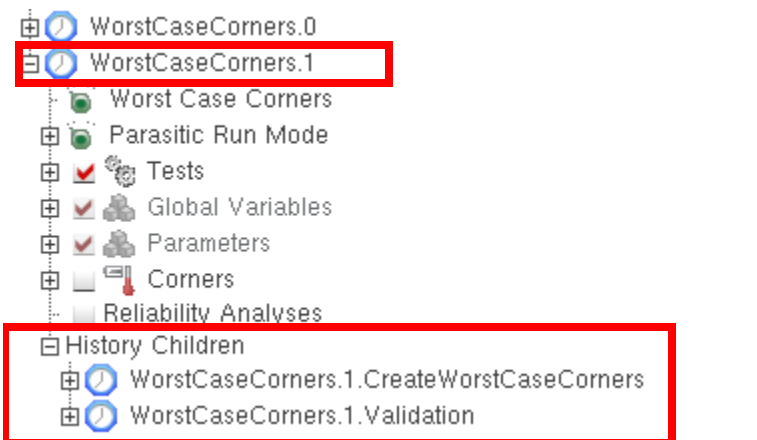 WorstCaseCorners.0
WorstCaseCorners.1
Worst Case Corners
Parasitic Run Mode
Tests
Global Variables
Parameters
Corners
Reliability Analyses
History Children
WorstCaseCorners.1.CreateWorstCaseCorners
WorstCaseCorners.1.Validation